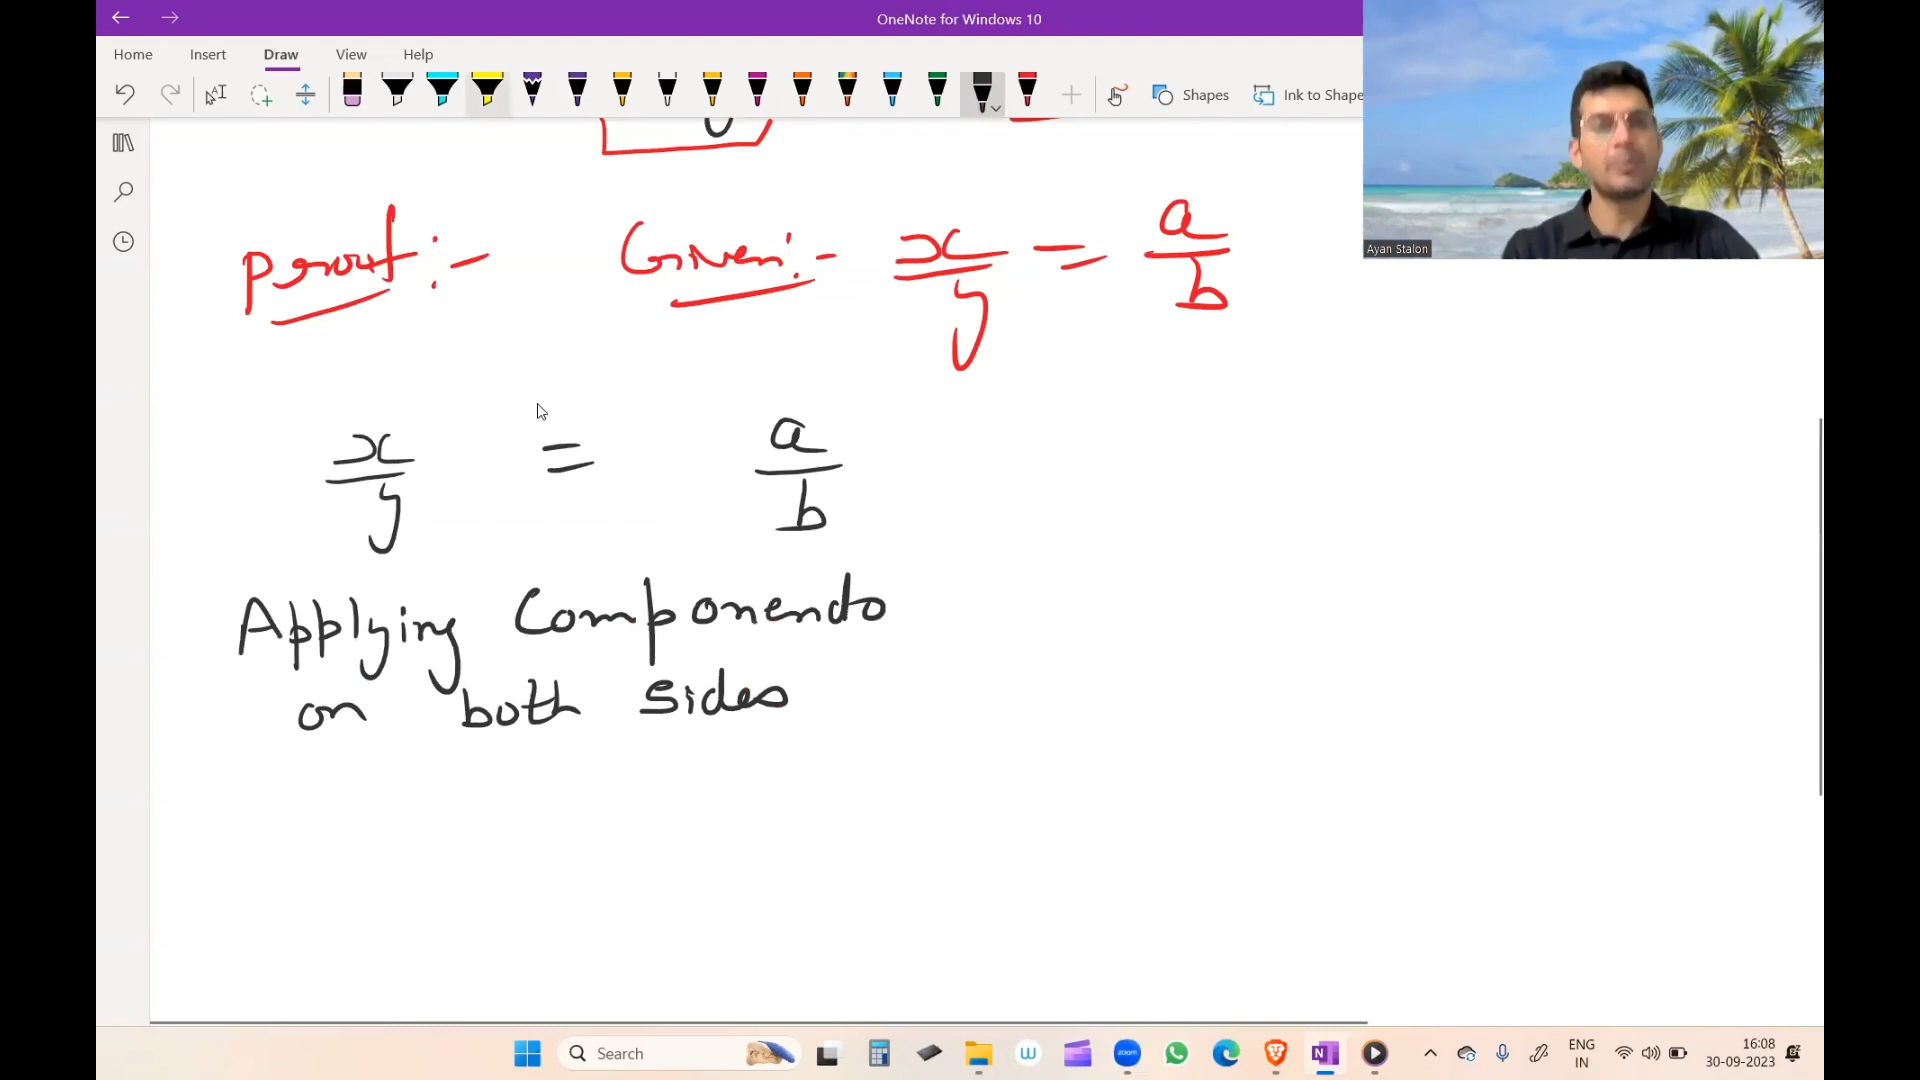 OneNote for Windows 10
Home Insert Draw View Help
Shapes Ink to Shape
Ayan Stalon
proof :- Given :- x/y = a/b
x/y = a/b
Applying Componendo
on both sides
Search
zoom
ENG
IN
16:08
30-09-2023